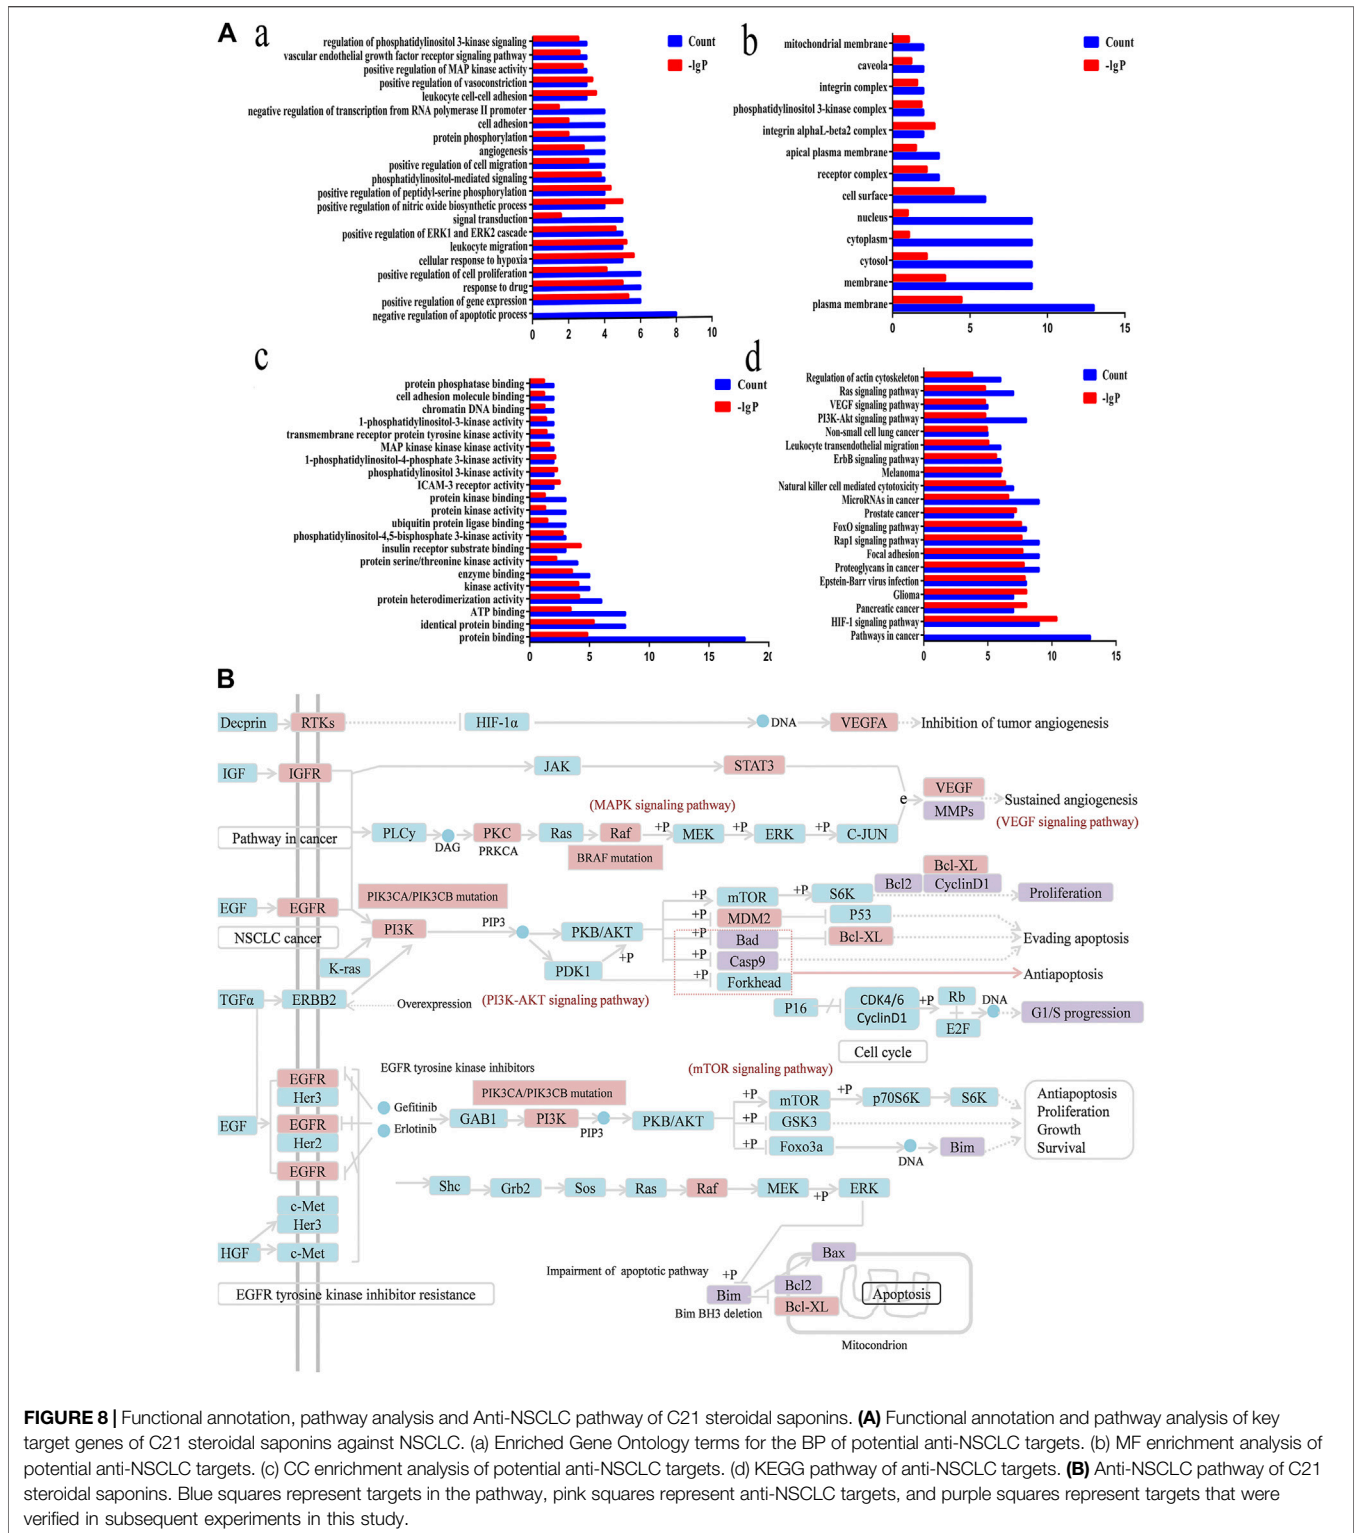 A
a
regulation of phosphatidylinositol 3-kinase signaling
vascular endothelial growth factor receptor signaling pathway
positive regulation of MAP kinase activity
positive regulation of vasoconstriction
leukocyte cell-cell adhesion
negative regulation of transcription from RNA polymerase II promoter
cell adhesion
protein phosphorylation
angiogenesis
positive regulation of cell migration
phosphatidylinositol-mediated signaling
positive regulation of peptidyl-serine phosphorylation
positive regulation of nitric oxide biosynthetic process
signal transduction
positive regulation of ERK1 and ERK2 cascade
leukocyte migration
cellular response to hypoxia
positive regulation of cell proliferation
response to drug
positive regulation of gene expression
negative regulation of apoptotic process
0 2 4 6 8 10
Count
-lgP
b
mitochondrial membrane
caveola
integrin complex
phosphatidylinositol 3-kinase complex
integrin alphaL-beta2 complex
apical plasma membrane
receptor complex
cell surface
nucleus
cytoplasm
cytosol
membrane
plasma membrane
0 5 10 15
Count
-lgP
c
protein phosphatase binding
cell adhesion molecule binding
chromatin DNA binding
1-phosphatidylinositol-3-kinase activity
transmembrane receptor protein tyrosine kinase activity
MAP kinase kinase kinase activity
1-phosphatidylinositol-4-phosphate 3-kinase activity
phosphatidylinositol 3-kinase activity
ICAM-3 receptor activity
protein kinase binding
protein kinase activity
ubiquitin protein ligase binding
phosphatidylinositol-4,5-bisphosphate 3-kinase activity
insulin receptor substrate binding
protein serine/threonine kinase activity
enzyme binding
kinase activity
protein heterodimerization activity
ATP binding
identical protein binding
protein binding
0 5 10 15 20
Count
-lgP
d
Regulation of actin cytoskeleton
Ras signaling pathway
VEGF signaling pathway
PI3K-Akt signaling pathway
Non-small cell lung cancer
Leukocyte transendothelial migration
ErbB signaling pathway
Melanoma
Natural killer cell mediated cytotoxicity
MicroRNAs in cancer
Prostate cancer
FoxO signaling pathway
Rap1 signaling pathway
Focal adhesion
Proteoglycans in cancer
Epstein-Barr virus infection
Glioma
Pancreatic cancer
HIF-1 signaling pathway
Pathways in cancer
0 5 10 15
Count
-lgP
B
Decprin RTKs HIF-1α DNA VEGFA Inhibition of tumor angiogenesis
IGF IGFR JAK STAT3
e VEGF
MMPs
Sustained angiogenesis
(VEGF signaling pathway)
(MAPK signaling pathway)
Pathway in cancer
PLCy DAG PKC PRKCA Ras Raf +P MEK +P ERK +P C-JUN
BRAF mutation
Bcl-XL
Bcl2 CyclinD1
PIK3CA/PIK3CB mutation
+P mTOR +P S6K Proliferation
EGF EGFR
NSCLC cancer
PI3K PIP3 PKB/AKT
+P MDM2 P53
+P Bad Bcl-XL Evading apoptosis
+P Casp9
K-ras PDK1 +P
+P Forkhead Antiapoptosis
TGFα ERBB2 Overexpression (PI3K-AKT signaling pathway)
P16 CDK4/6
CyclinD1
+P Rb
E2F
DNA G1/S progression
Cell cycle
EGFR tyrosine kinase inhibitors
(mTOR signaling pathway)
PIK3CA/PIK3CB mutation
EGFR
Her3
EGF EGFR
Her2
EGFR
Gefitinib
Erlotinib
GAB1 PI3K PIP3 PKB/AKT
+P mTOR +P p70S6K S6K
+P GSK3
+P Foxo3a DNA Bim
Antiapoptosis
Proliferation
Growth
Survival
Shc Grb2 Sos Ras Raf MEK +P ERK
c-Met
Her3
HGF c-Met
EGFR tyrosine kinase inhibitor resistance
Impairment of apoptotic pathway
+P
Bim
Bim BH3 deletion
Bax
Bcl2
Bcl-XL
Apoptosis
Mitocondrion
FIGURE 8 | Functional annotation, pathway analysis and Anti-NSCLC pathway of C21 steroidal saponins. (A) Functional annotation and pathway analysis of key
target genes of C21 steroidal saponins against NSCLC. (a) Enriched Gene Ontology terms for the BP of potential anti-NSCLC targets. (b) MF enrichment analysis of
potential anti-NSCLC targets. (c) CC enrichment analysis of potential anti-NSCLC targets. (d) KEGG pathway of anti-NSCLC targets. (B) Anti-NSCLC pathway of C21
steroidal saponins. Blue squares represent targets in the pathway, pink squares represent anti-NSCLC targets, and purple squares represent targets that were
verified in subsequent experiments in this study.